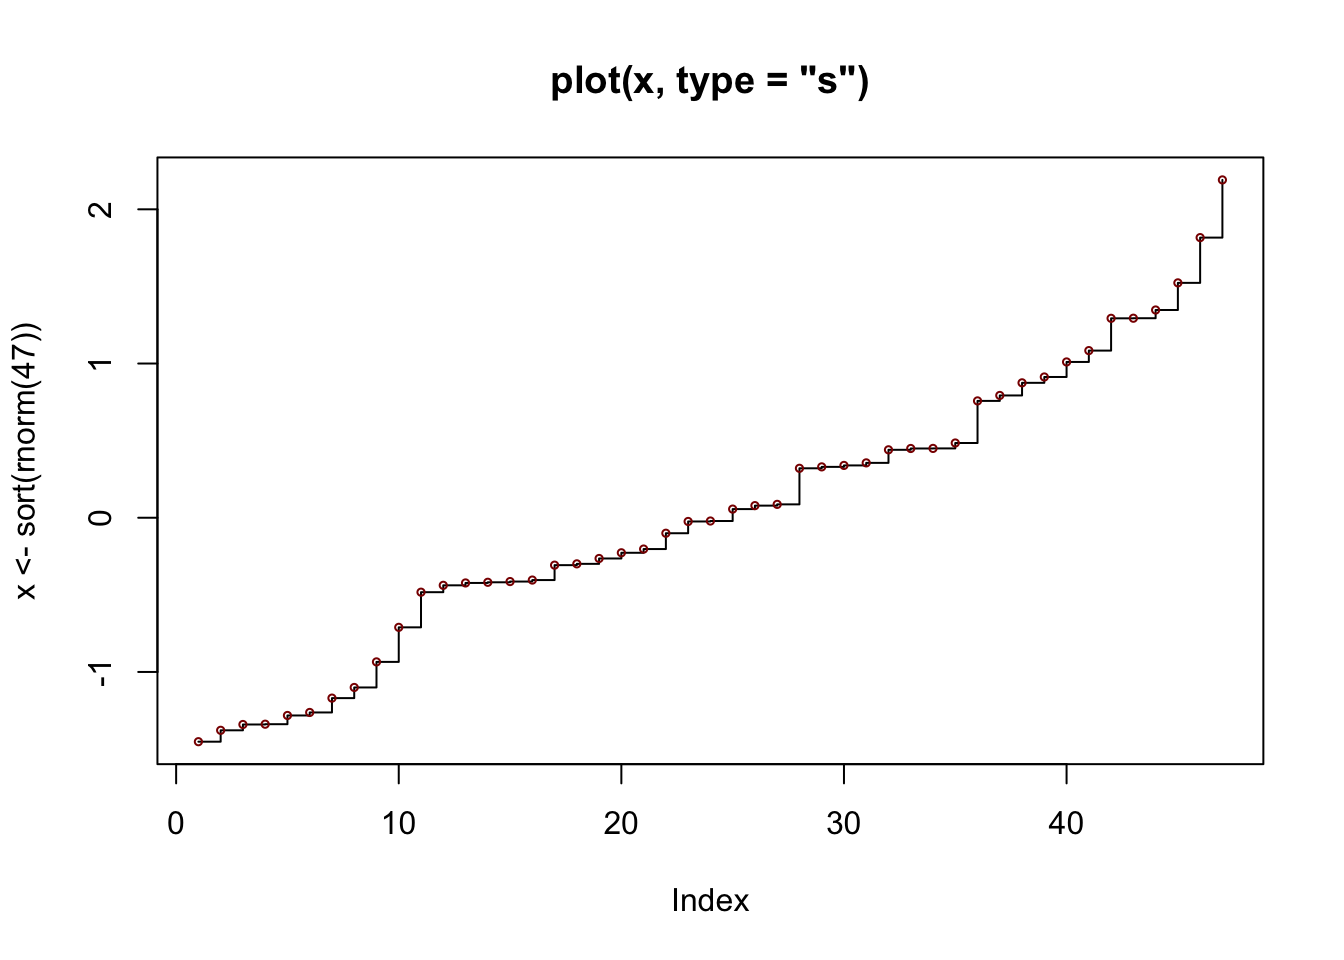 plot(x, type = "s")
x <- sort(rnorm(47))
2
1
0
-1
0 10 20 30 40
Index